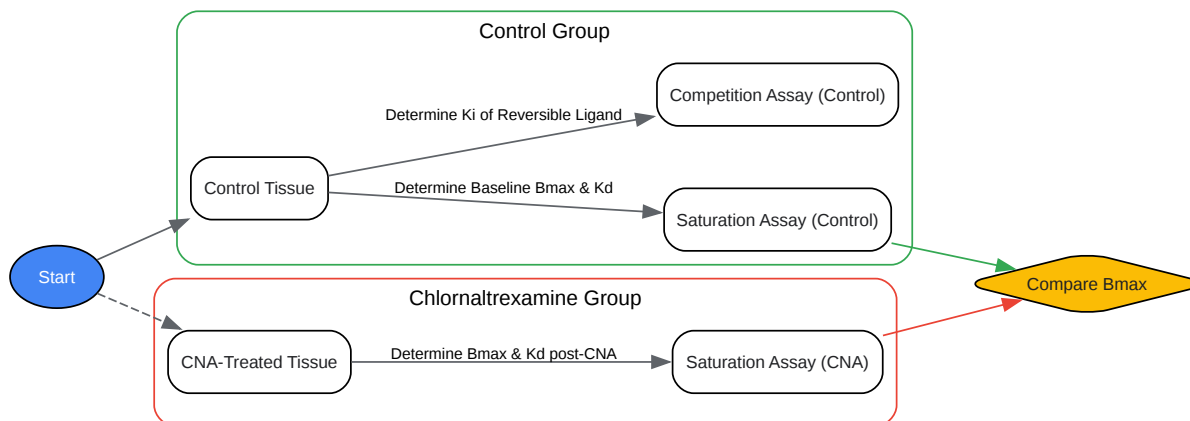 Control Group
Competition Assay (Control)
Determine Ki of Reversible Ligand
Control Tissue
Determine Baseline Bmax & Kd
Saturation Assay (Control)
Start
Compare Bmax
Chlornaltrexamine Group
CNA-Treated Tissue
Determine Bmax & Kd post-CNA
Saturation Assay (CNA)